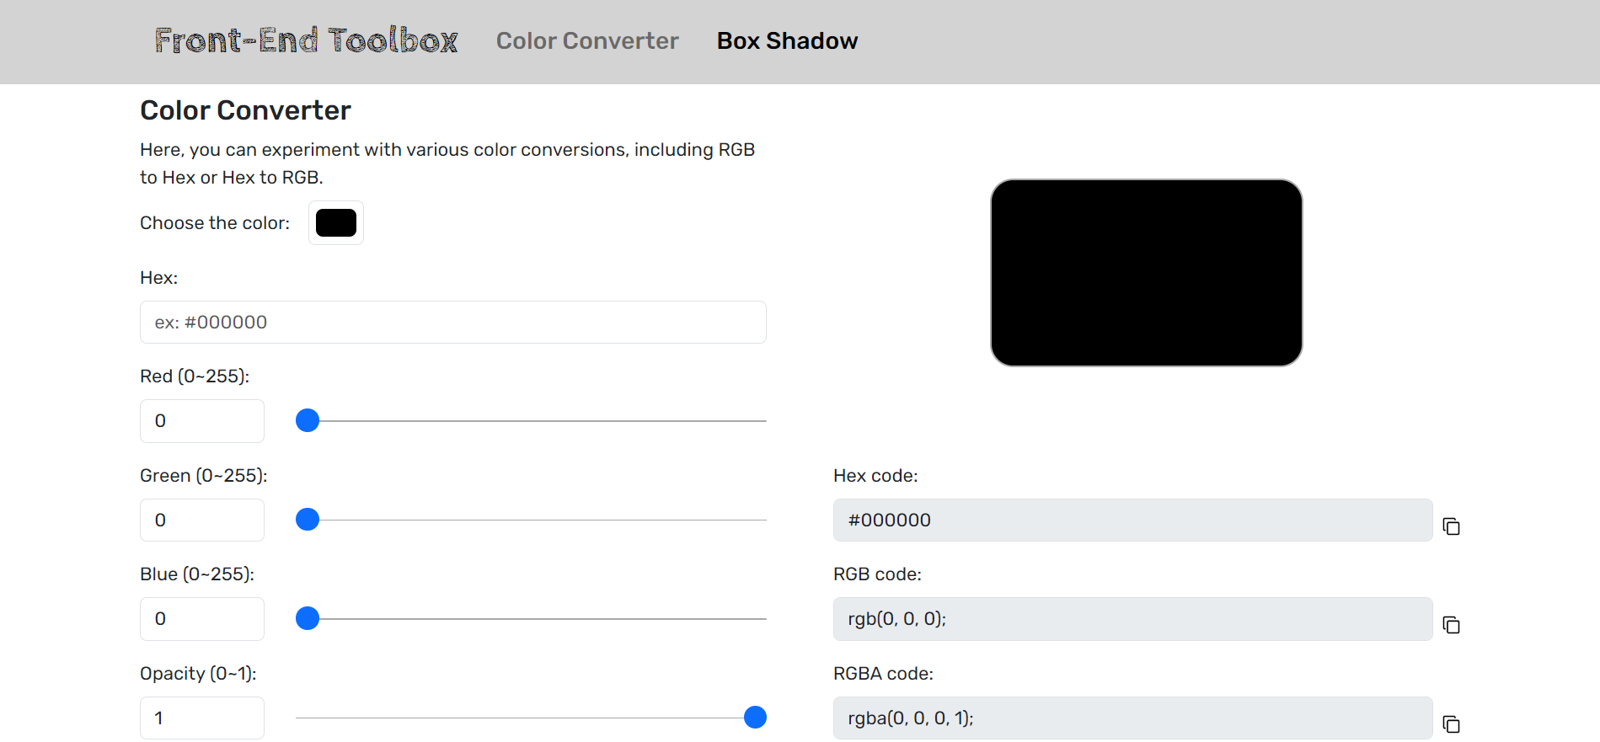 Front-End Toolbox Color Converter Box Shadow
Color Converter
Here, you can experiment with various color conversions, including RGB
to Hex or Hex to RGB.
Choose the color:
Hex:
ex: #000000
Red (0~255):
0
Green (0~255):
0
Blue (0~255):
0
Opacity (0~1):
1
Hex code:
#000000
RGB code:
rgb(0, 0, 0);
RGBA code:
rgba(0, 0, 0, 1);